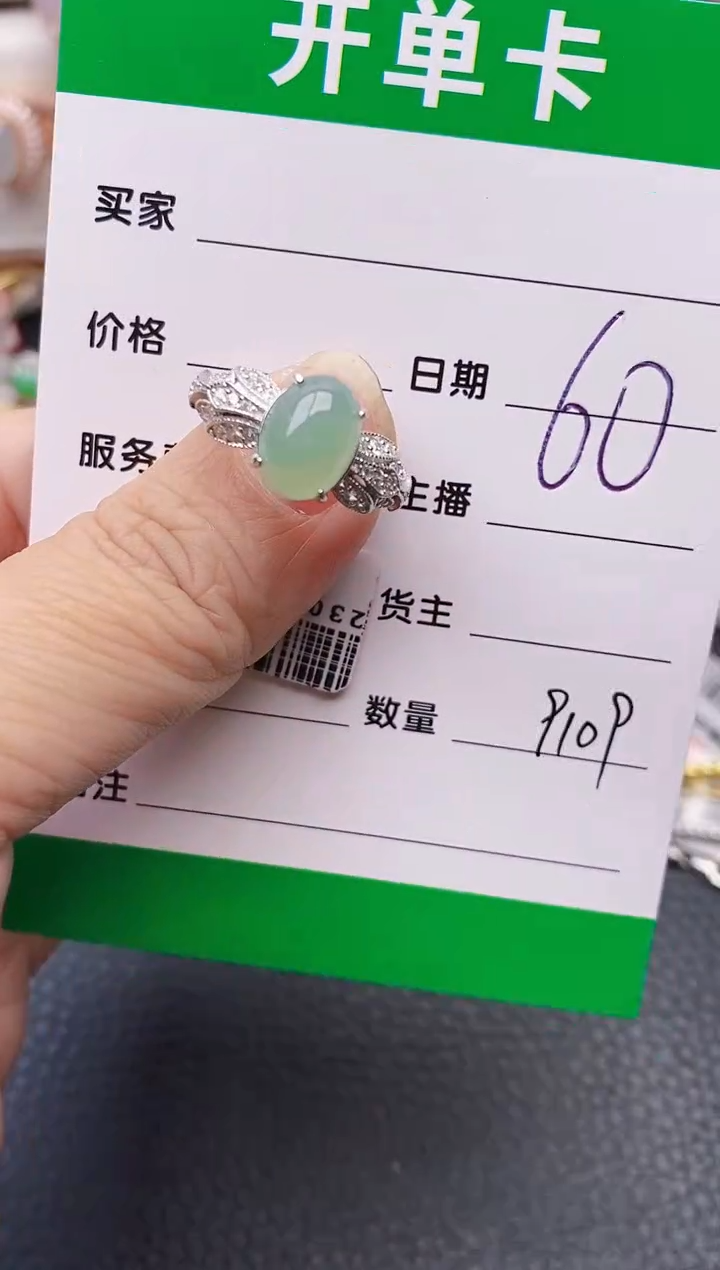 开单卡
买家
价格 日期 60
服务 主播
货主
数量 P10P
注